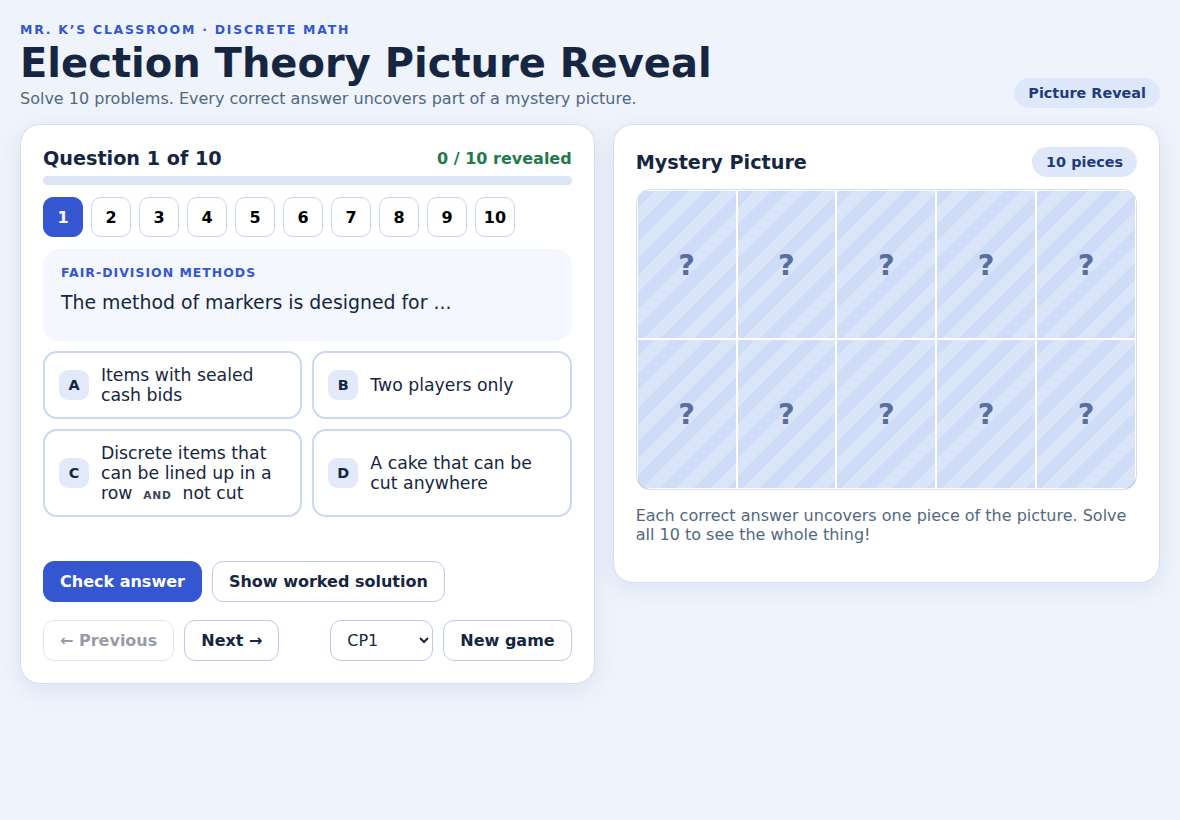 MR. K’S CLASSROOM · DISCRETE MATH
Election Theory Picture Reveal
Solve 10 problems. Every correct answer uncovers part of a mystery picture.
Picture Reveal
Question 1 of 10
0 / 10 revealed
1 2 3 4 5 6 7 8 9 10
FAIR-DIVISION METHODS
The method of markers is designed for ...
A
Items with sealed
cash bids
B
Two players only
C
Discrete items that
can be lined up in a
row AND not cut
D
A cake that can be
cut anywhere
Check answer
Show worked solution
← Previous
Next →
CP1
New game
Mystery Picture
10 pieces
? ? ? ? ?
? ? ? ? ?
Each correct answer uncovers one piece of the picture. Solve
all 10 to see the whole thing!